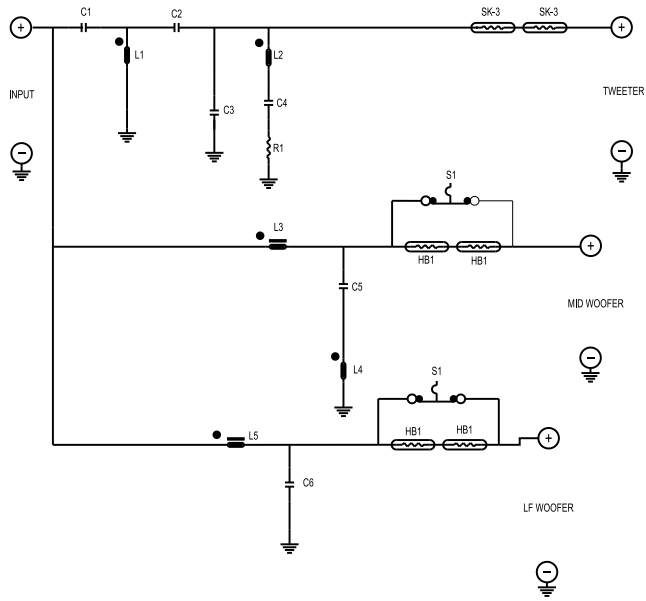 C1
C2
SK-3 SK-3
+
+
L1
L2
INPUT
C3
C4
TWEETER
R1
−
−
S1
L3
+
HB1
HB1
C5
MID WOOFER
−
L4
S1
L5
HB1
HB1
+
C6
LF WOOFER
−